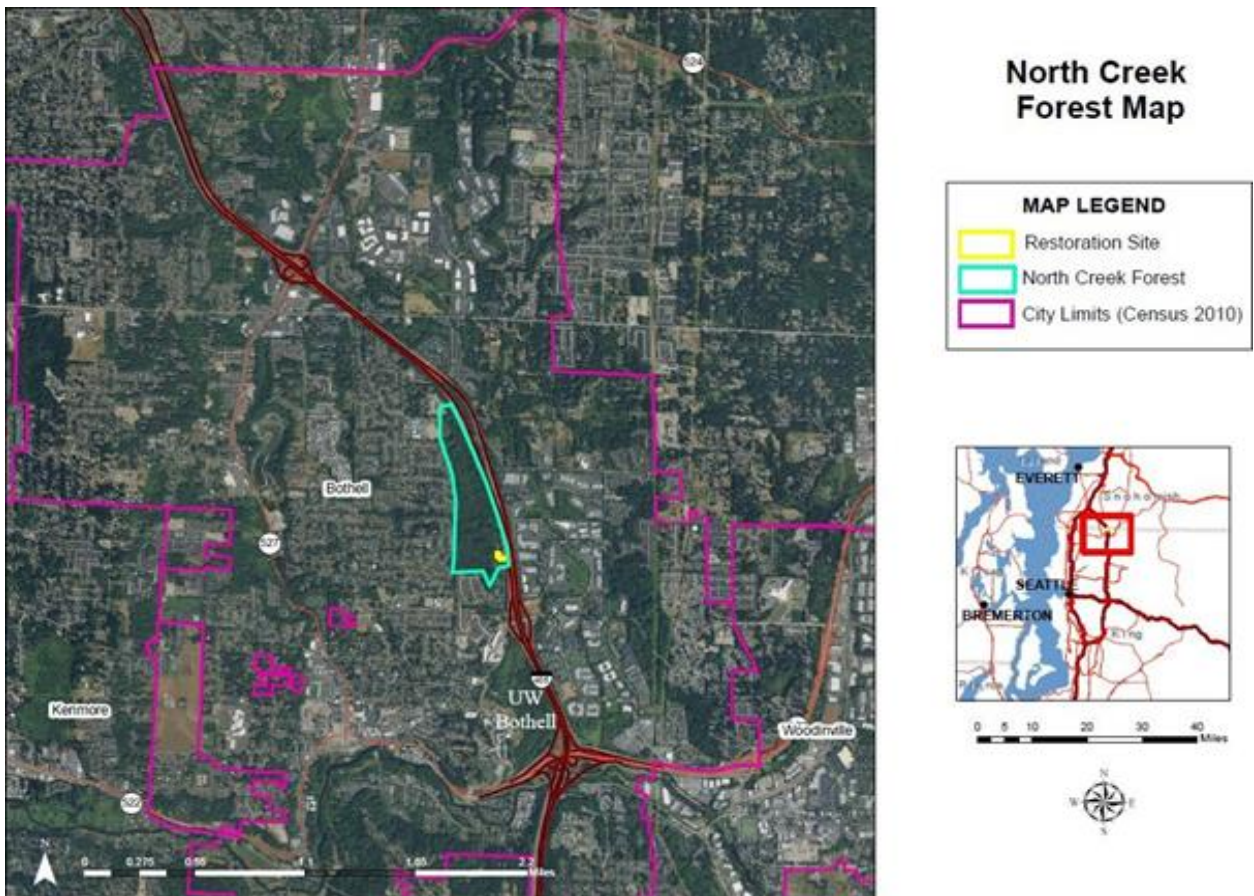 524
North Creek
Forest Map
MAP LEGEND
Restoration Site
North Creek Forest
City Limits (Census 2010)
Bothell
527
EVERETT
Snohomish
SEATTLE
BREMERTON
King
UW
Bothell
Kenmore
Woodinville
522
0 5 10 20 30 40
Miles
N
W E
S
N
0 0.275 0.55 1.1 1.65 2.2
Miles